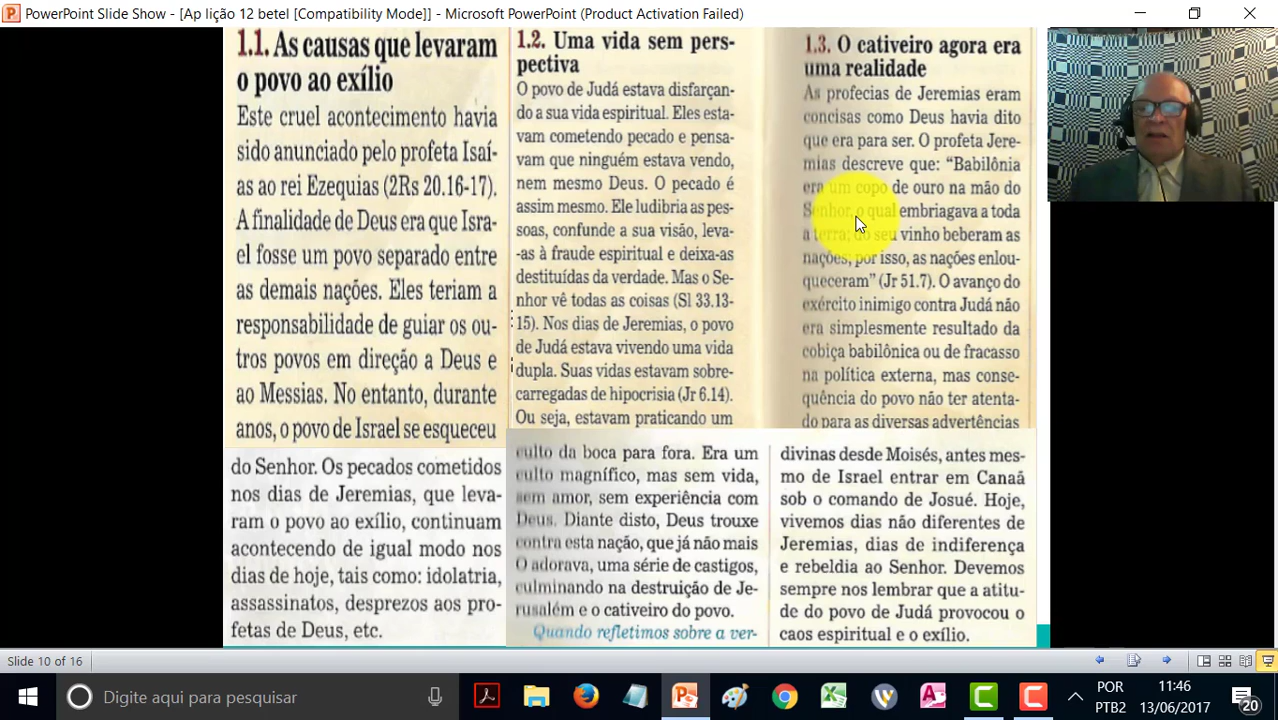 PowerPoint Slide Show - [Ap lição 12 betel [Compatibility Mode]] - Microsoft PowerPoint (Product Activation Failed)
1.1. As causas que levaram
o povo ao exílio
Este cruel acontecimento havia
sido anunciado pelo profeta Isaí-
as ao rei Ezequias (2Rs 20.16-17).
A finalidade de Deus era que Isra-
el fosse um povo separado entre
as demais nações. Eles teriam a
responsabilidade de guiar os ou-
tros povos em direção a Deus e
ao Messias. No entanto, durante
anos, o povo de Israel se esqueceu
do Senhor. Os pecados cometidos
nos dias de Jeremias, que leva-
ram o povo ao exílio, continuam
acontecendo de igual modo nos
dias de hoje, tais como: idolatria,
assassinatos, desprezos aos pro-
fetas de Deus, etc.
1.2. Uma vida sem pers-
pectiva
O povo de Judá estava disfarçan-
do a sua vida espiritual. Eles esta-
vam cometendo pecado e pensa-
vam que ninguém estava vendo,
nem mesmo Deus. O pecado é
assim mesmo. Ele ludibria as pes-
soas, confunde a sua visão, leva-
-as à fraude espiritual e deixa-as
destituídas da verdade. Mas o Se-
nhor vê todas as coisas (Sl 33.13-
15). Nos dias de Jeremias, o povo
de Judá estava vivendo uma vida
dupla. Suas vidas estavam sobre-
carregadas de hipocrisia (Jr 6.14).
Ou seja, estavam praticando um
culto da boca para fora. Era um
culto magnífico, mas sem vida,
sem amor, sem experiência com
Deus. Diante disto, Deus trouxe
contra esta nação, que já não mais
O adorava, uma série de castigos,
culminando na destruição de Je-
rusalém e o cativeiro do povo.
Quando refletimos sobre a ver-
1.3. O cativeiro agora era
uma realidade
As profecias de Jeremias eram
concisas como Deus havia dito
que era para ser. O profeta Jere-
mias descreve que: “Babilônia
era um copo de ouro na mão do
Senhor, o qual embriagava a toda
a terra; do seu vinho beberam as
nações; por isso, as nações enlou-
queceram” (Jr 51.7). O avanço do
exército inimigo contra Judá não
era simplesmente resultado da
cobiça babilônica ou de fracasso
na política externa, mas conse-
quência do povo não ter atenta-
do para as diversas advertências
divinas desde Moisés, antes mes-
mo de Israel entrar em Canaã
sob o comando de Josué. Hoje,
vivemos dias não diferentes de
Jeremias, dias de indiferença
e rebeldia ao Senhor. Devemos
sempre nos lembrar que a atitu-
de do povo de Judá provocou o
caos espiritual e o exílio.
Slide 10 of 16
Digite aqui para pesquisar
POR
PTB2
11:46
13/06/2017
20